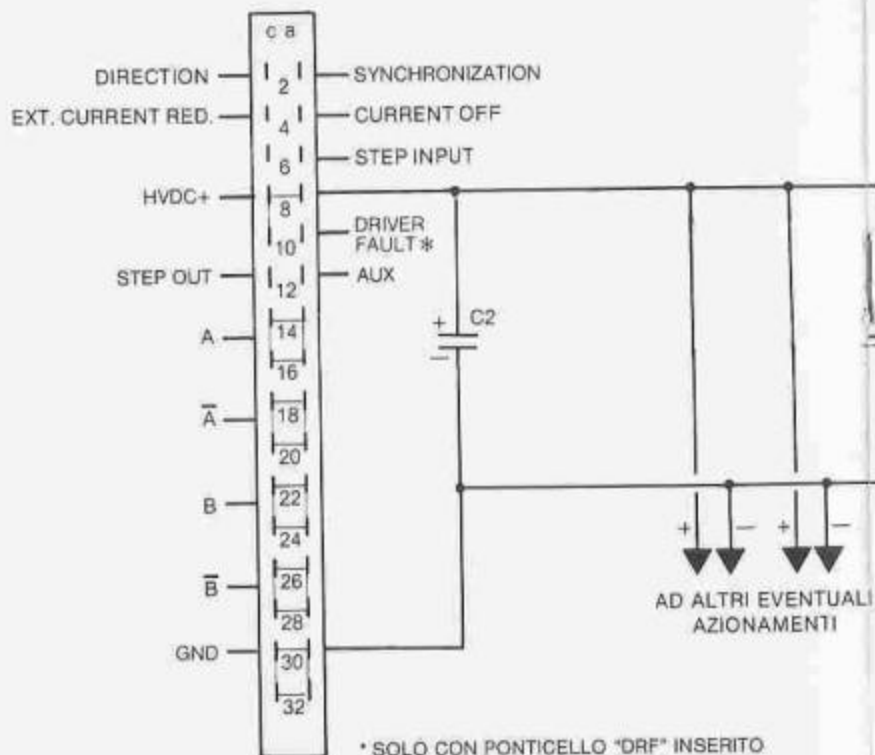 c a
DIRECTION 2 SYNCHRONIZATION
EXT. CURRENT RED. 4 CURRENT OFF
6 STEP INPUT
HVDC+ 8
10 DRIVER
FAULT*
STEP OUT 12 AUX
14
A
16
+ C2
−
18
A̅
20
22
B
24
+ − + −
26
B̅
28
AD ALTRI EVENTUALI
AZIONAMENTI
GND 30
32
* SOLO CON PONTICELLO "DRF" INSERITO